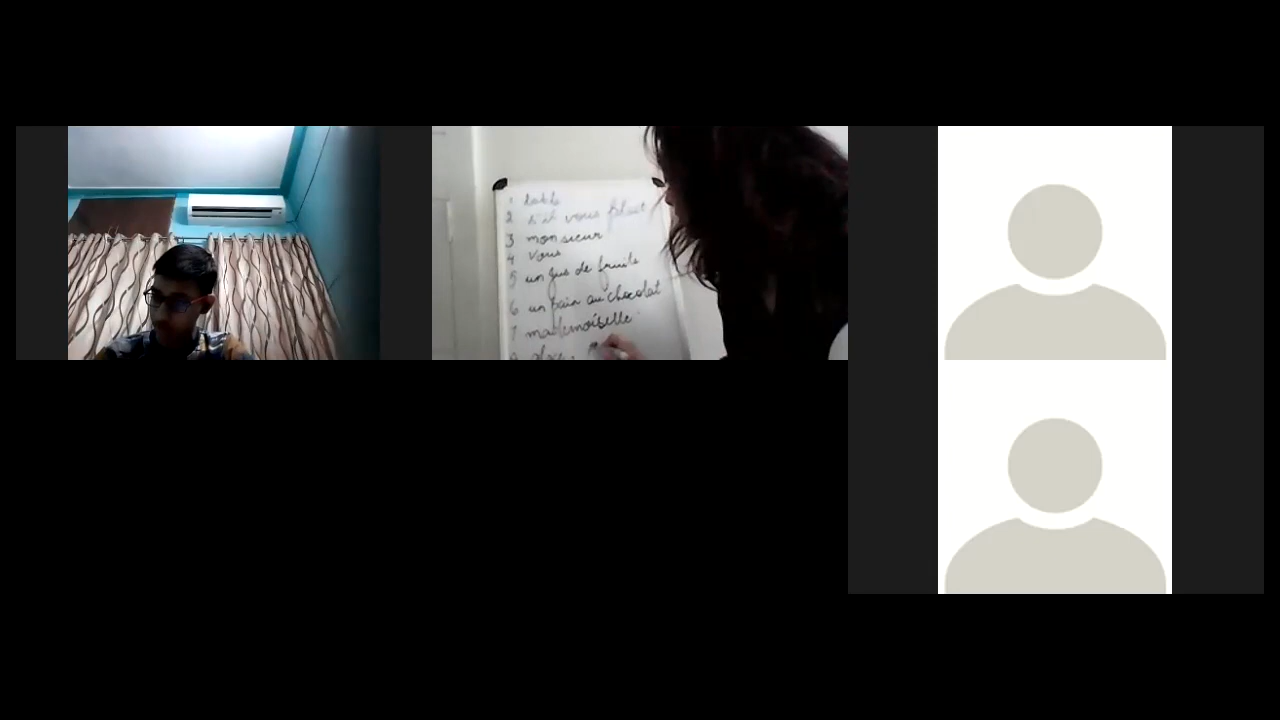 1 table
2 s'il vous plaît
3 monsieur
4 vous
5 un jus de fruits
6 un pain au chocolat
7 mademoiselle